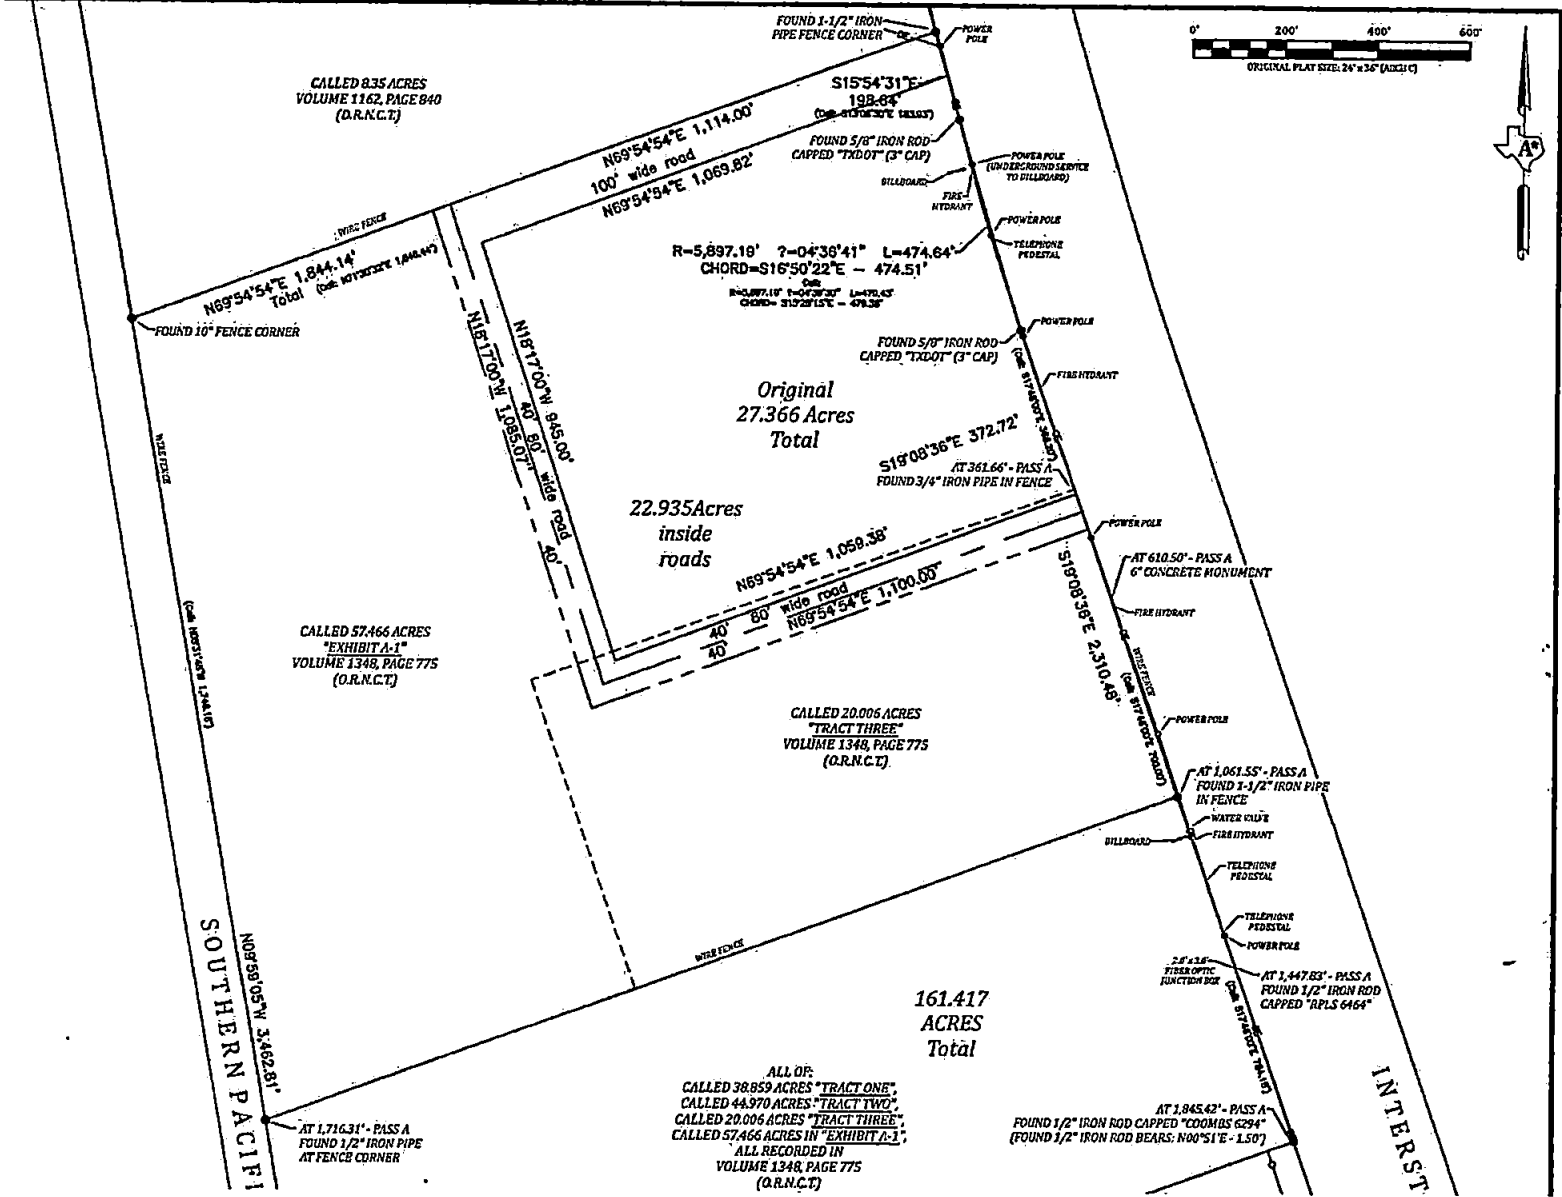 FOUND 1-1/2" IRON
PIPE FENCE CORNER
OE
POWER
POLE
0'
200'
400'
600'
ORIGINAL PLAT SIZE: 24" x 36" (ARCH C)
CALLED 8.35 ACRES
VOLUME 1162, PAGE 840
(D.R.N.C.T.)
S15°54'31"E
198.64'
N69°54'54"E 1,114.00'
100' wide road
N69°54'54"E 1,069.82'
FOUND 5/8" IRON ROD
CAPPED "TXDOT" (3" CAP)
BILLBOARD
POWER POLE
(UNDERGROUND SERVICE
TO BILLBOARD)
FIRE
HYDRANT
A*
POWER POLE
TELEPHONE
PEDESTAL
WIRE FENCE
N69°54'54"E 1,844.14'
Total
R=5,897.19' ?=04°36'41" L=474.64'
CHORD=S16°50'22"E - 474.51'
Call:
FOUND 10" FENCE CORNER
N18°17'00"W 1,085.07'
N18°17'00"W 945.00'
40' 80' wide road
40'
FOUND 5/8" IRON ROD
CAPPED "TXDOT" (3" CAP)
POWER POLE
FIRE HYDRANT
Original
27.366 Acres
Total
S19°08'36"E 372.72'
OE
AT 361.66' - PASS A
FOUND 3/4" IRON PIPE IN FENCE
WIRE FENCE
22.935Acres
inside
roads
POWER POLE
N69°54'54"E 1,059.38'
40' 80' wide road
40'
N69°54'54"E 1,100.00'
AT 610.50' - PASS A
6" CONCRETE MONUMENT
FIRE HYDRANT
OE
WIRE FENCE
S19°08'36"E 2,310.48'
(Call: S17°46'00"E 700.00')
CALLED 57.466 ACRES
"EXHIBIT A-1"
VOLUME 1348, PAGE 775
(O.R.N.C.T.)
CALLED 20.006 ACRES
"TRACT THREE"
VOLUME 1348, PAGE 775
(O.R.N.C.T.)
POWER POLE
AT 1,061.55' - PASS A
FOUND 1-1/2" IRON PIPE
IN FENCE
WATER VALVE
FIRE HYDRANT
BILLBOARD
TELEPHONE
PEDESTAL
TELEPHONE
PEDESTAL
POWER POLE
WIRE FENCE
FIBER OPTIC
JUNCTION BOX
AT 1,447.83' - PASS A
FOUND 1/2" IRON ROD
CAPPED "RPLS 6464"
161.417
ACRES
Total
SOUTHERN PACIFI
N09°59'05"W 3,462.81'
AT 1,716.31' - PASS A
FOUND 1/2" IRON PIPE
AT FENCE CORNER
ALL OF:
CALLED 38.859 ACRES "TRACT ONE",
CALLED 44.970 ACRES "TRACT TWO",
CALLED 20.006 ACRES "TRACT THREE",
CALLED 57.466 ACRES IN "EXHIBIT A-1",
ALL RECORDED IN
VOLUME 1348, PAGE 775
(O.R.N.C.T.)
AT 1,845.42' - PASS A
FOUND 1/2" IRON ROD CAPPED "COOMBS 6294"
(FOUND 1/2" IRON ROD BEARS: N00°51'E - 1.50')
INTERST